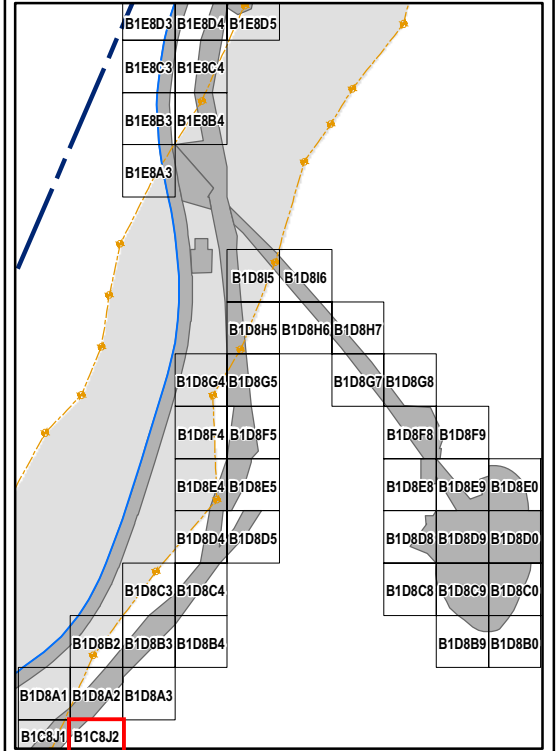 B1E8D3 B1E8D4 B1E8D5
B1E8C3 B1E8C4
B1E8B3 B1E8B4
B1E8A3
B1D8I5 B1D8I6
B1D8H5 B1D8H6 B1D8H7
B1D8G4 B1D8G5 B1D8G7 B1D8G8
B1D8F4 B1D8F5 B1D8F8 B1D8F9
B1D8E4 B1D8E5 B1D8E8 B1D8E9 B1D8E0
B1D8D4 B1D8D5 B1D8D8 B1D8D9 B1D8D0
B1D8C3 B1D8C4 B1D8C8 B1D8C9 B1D8C0
B1D8B2 B1D8B3 B1D8B4 B1D8B9 B1D8B0
B1D8A1 B1D8A2 B1D8A3
B1C8J1 B1C8J2